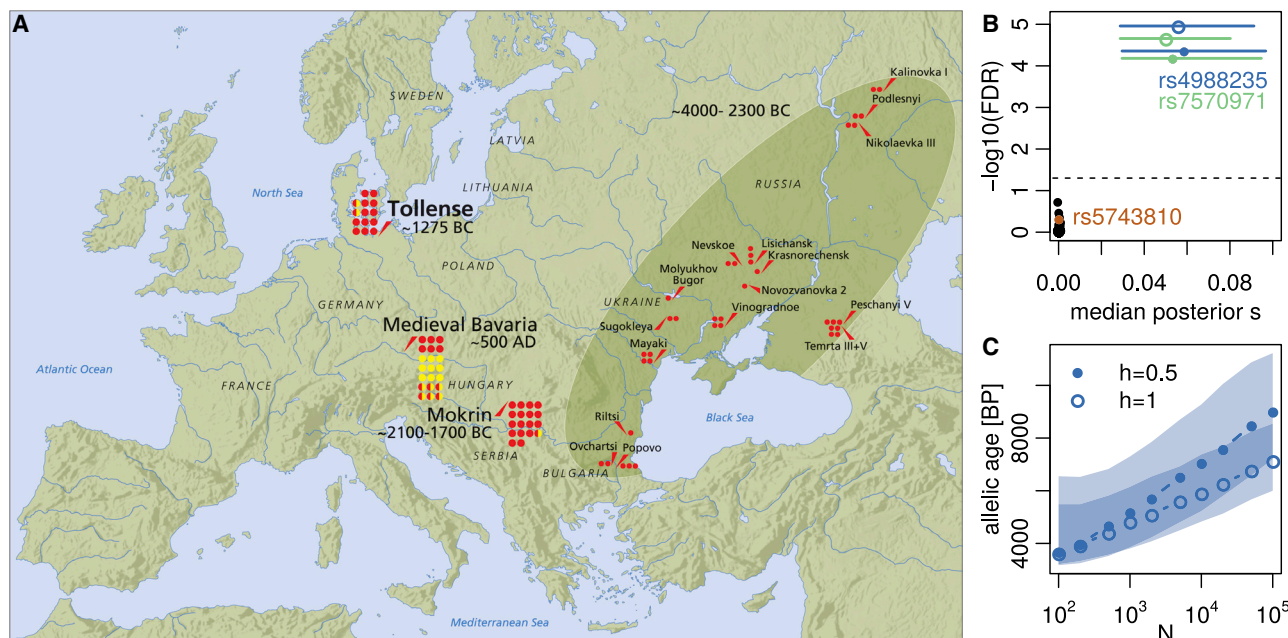 A
SWEDEN
LATVIA
LITHUANIA
North Sea
~4000- 2300 BC
Kalinovka I
Podlesnyi
Nikolaevka III
RUSSIA
Tollense
~1275 BC
POLAND
GERMANY
Nevskoe
Lisichansk
Krasnorechensk
Molyukhov
Bugor
Novozvanovka 2
UKRAINE
Vinogradnoe
Peschanyi V
Sugokleya
Temrta III+V
Mayaki
Medieval Bavaria
~500 AD
Atlantic Ocean
FRANCE
HUNGARY
Mokrin
~2100-1700 BC
SERBIA
Riltsi
Black Sea
Ovchartsi
Popovo
BULGARIA
Mediterranean Sea
B
-log10(FDR)
5
4
3
2
1
0
rs4988235
rs7570971
rs5743810
0.00
0.04
0.08
median posterior s
C
allelic age [BP]
8000
4000
h=0.5
h=1
10²
10³
10⁴
10⁵
N